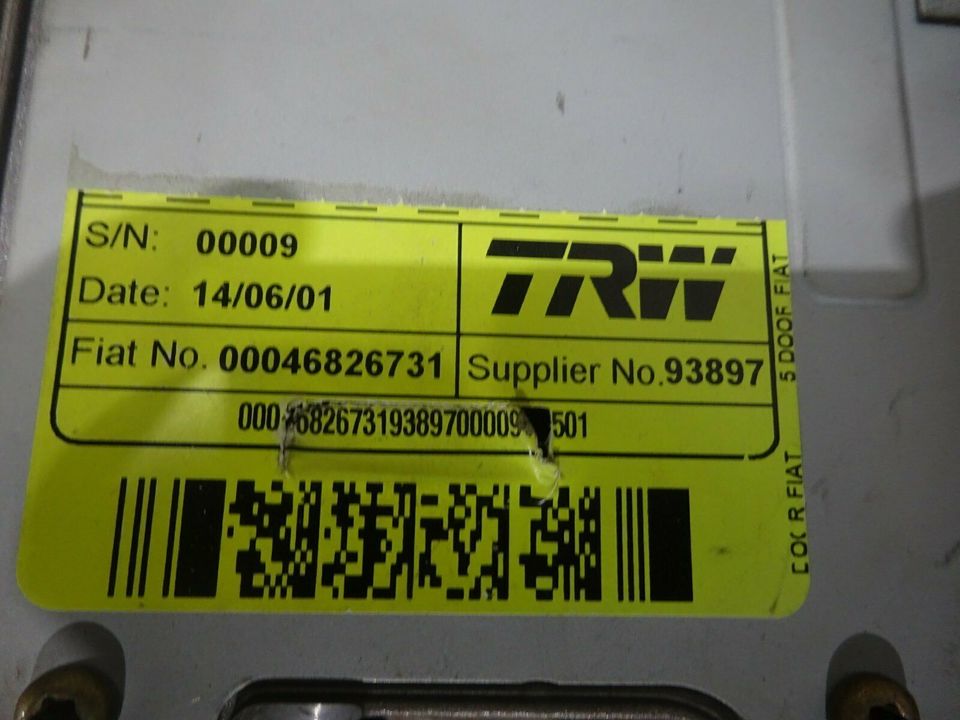 S/N: 00009
TRW
Date: 14/06/01
Fiat No. 00046826731
Supplier No. 93897
5 DOOR FIAT